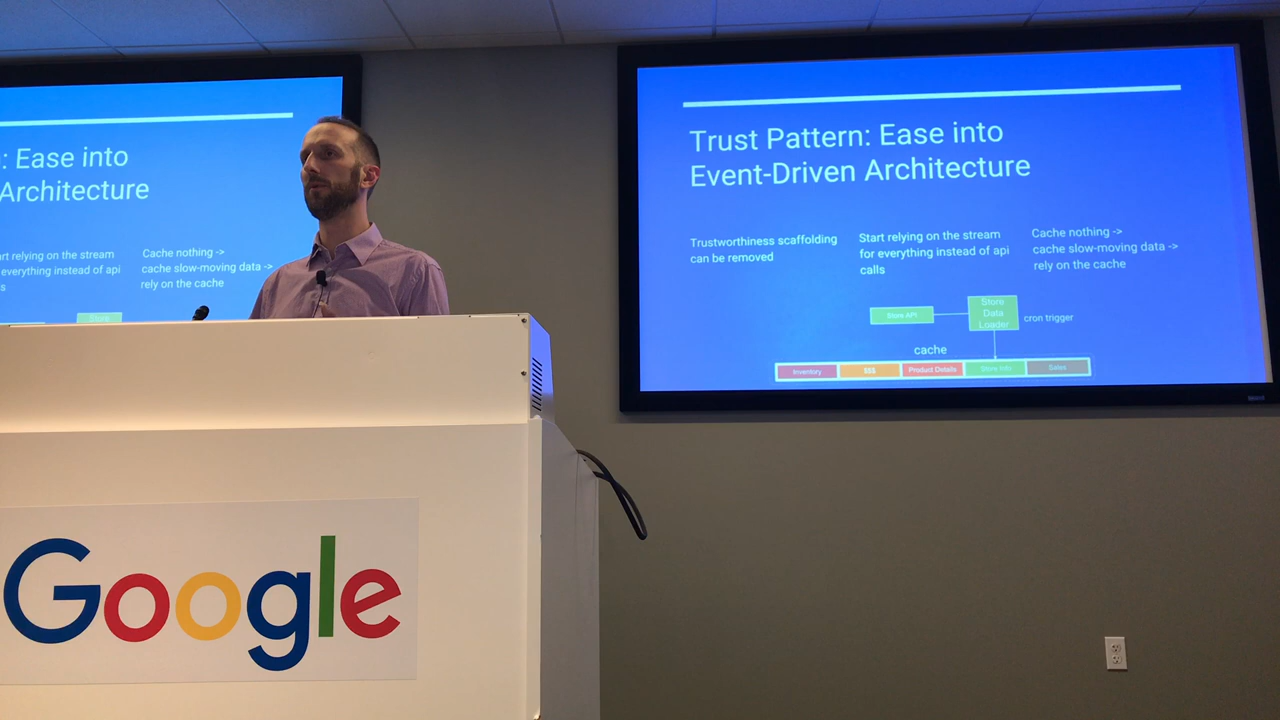 : Ease into
Architecture
rt relying on the stream
everything instead of api
s
Cache nothing ->
cache slow-moving data ->
rely on the cache
Store
Trust Pattern: Ease into
Event-Driven Architecture
Trustworthiness scaffolding
can be removed
Start relying on the stream
for everything instead of api
calls
Cache nothing ->
cache slow-moving data ->
rely on the cache
Store API
Store
Data
Loader
cron trigger
cache
Inventory
$$$
Product Details
Store Info
Sales
Google